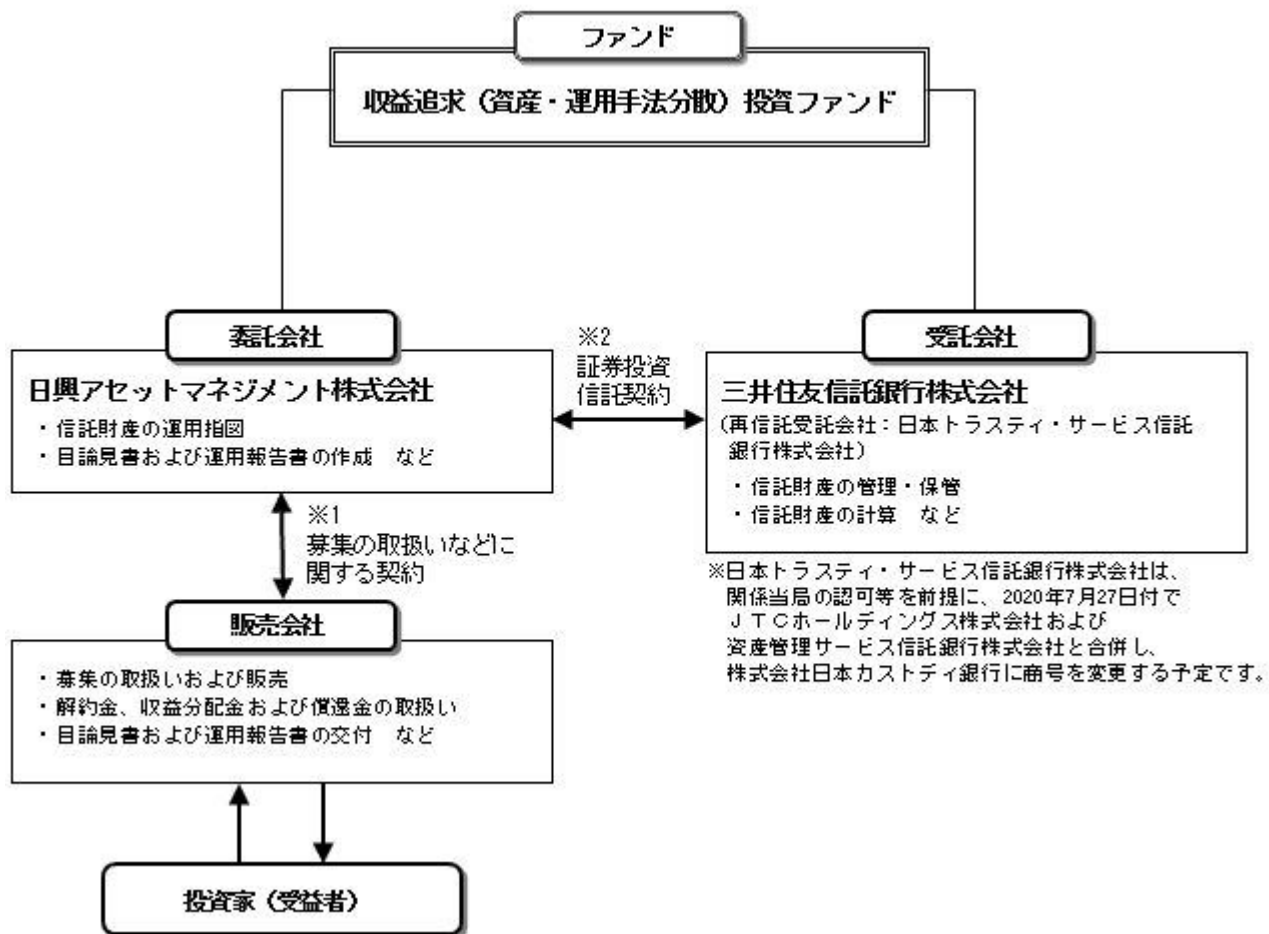 ファンド
収益追求（資産・運用手法分散）投資ファンド
委託会社
日興アセットマネジメント株式会社
・信託財産の運用指図
・目論見書および運用報告書の作成　など
※2
証券投資
信託契約
受託会社
三井住友信託銀行株式会社
（再信託受託会社：日本トラスティ・サービス信託
銀行株式会社）
・信託財産の管理・保管
・信託財産の計算　など
※1
募集の取扱いなどに
関する契約
※日本トラスティ・サービス信託銀行株式会社は、
関係当局の認可等を前提に、2020年7月27日付で
ＪＴＣホールディングス株式会社および
資産管理サービス信託銀行株式会社と合併し、
株式会社日本カストディ銀行に商号を変更する予定です。
販売会社
・募集の取扱いおよび販売
・解約金、収益分配金および償還金の取扱い
・目論見書および運用報告書の交付　など
投資家（受益者）